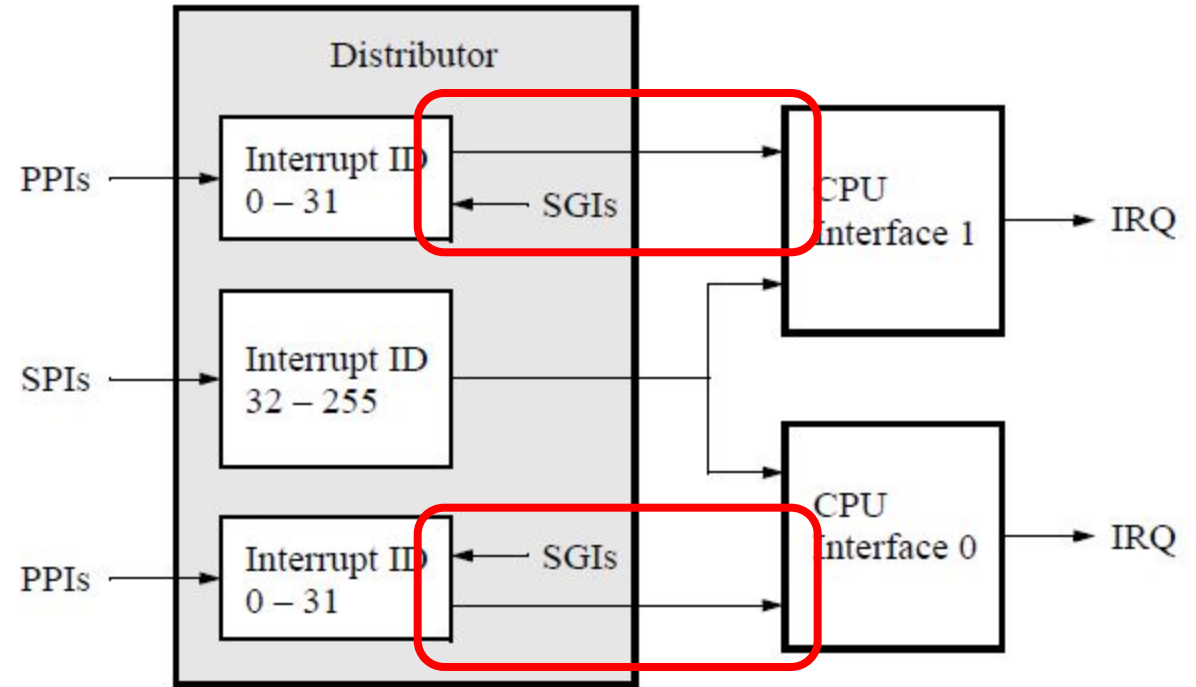 Distributor
PPIs
Interrupt ID
0 – 31
SGIs
CPU
Interface 1
IRQ
SPIs
Interrupt ID
32 – 255
PPIs
Interrupt ID
0 – 31
SGIs
CPU
Interface 0
IRQ